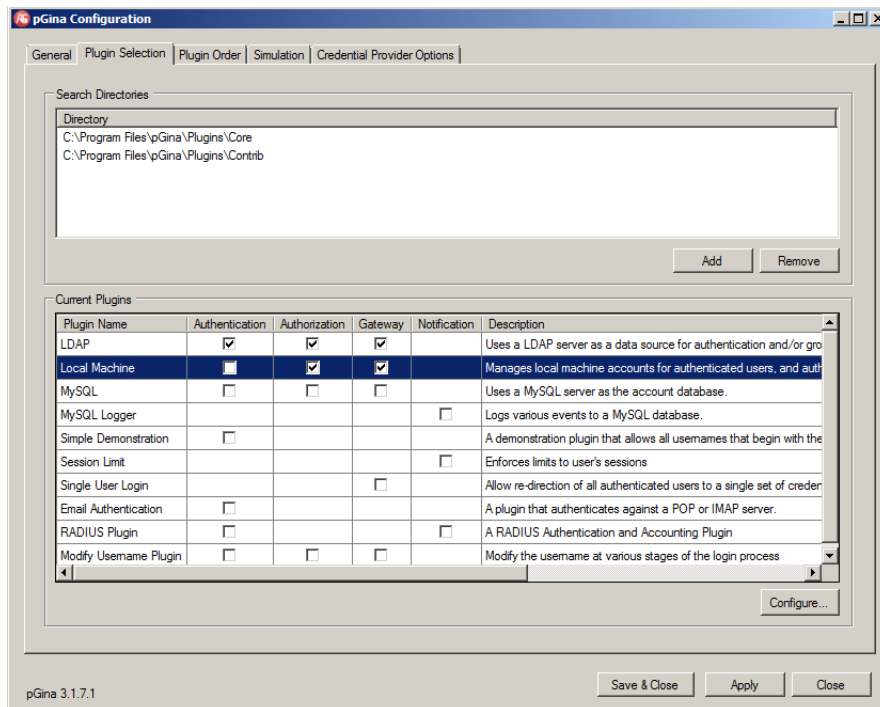 pGina Configuration
General Plugin Selection Plugin Order Simulation Credential Provider Options
Search Directories
Directory
C:\Program Files\pGina\Plugins\Core
C:\Program Files\pGina\Plugins\Contrib
Add Remove
Current Plugins
Plugin Name Authentication Authorization Gateway Notification Description
LDAP Uses a LDAP server as a data source for authentication and/or gro
Local Machine Manages local machine accounts for authenticated users, and auth
MySQL Uses a MySQL server as the account database.
MySQL Logger Logs various events to a MySQL database.
Simple Demonstration A demonstration plugin that allows all usernames that begin with the
Session Limit Enforces limits to user's sessions
Single User Login Allow re-direction of all authenticated users to a single set of creden
Email Authentication A plugin that authenticates against a POP or IMAP server.
RADIUS Plugin A RADIUS Authentication and Accounting Plugin
Modify Username Plugin Modify the username at various stages of the login process
Configure...
pGina 3.1.7.1 Save & Close Apply Close